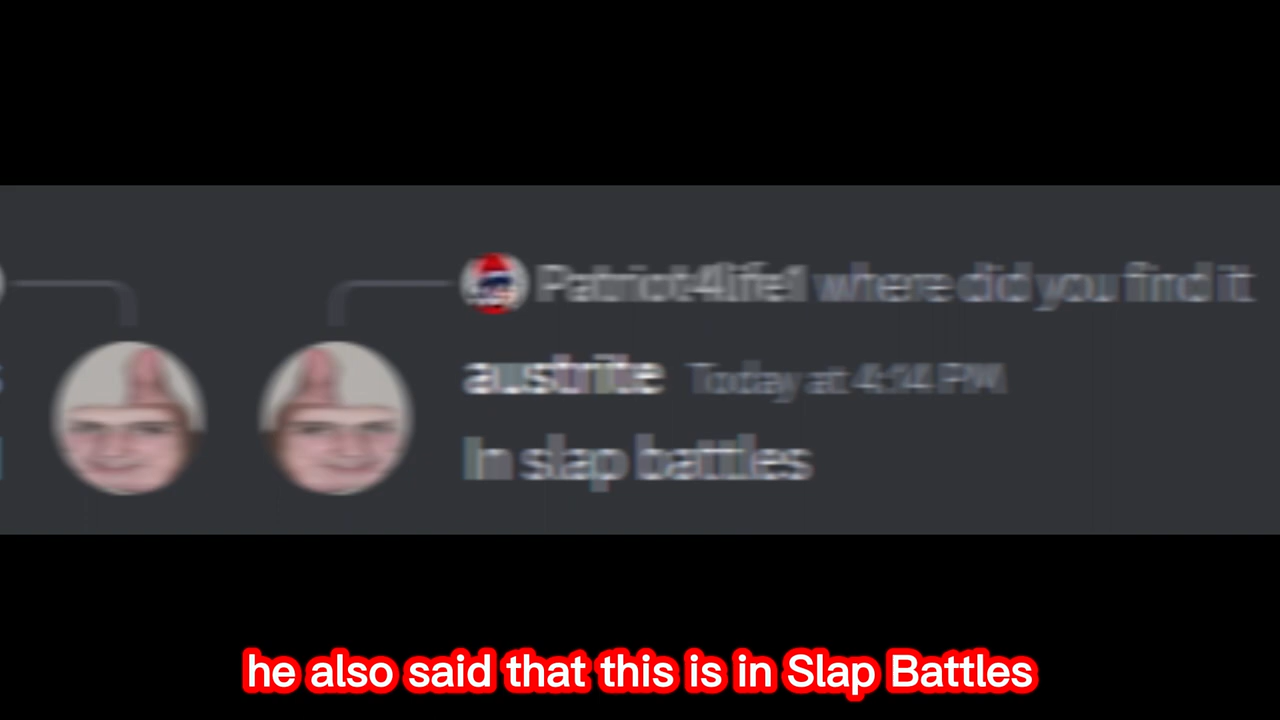 Patriot4life1 where did you find it
austrite Today at 4:14 PM
In slap battles
he also said that this is in Slap Battles